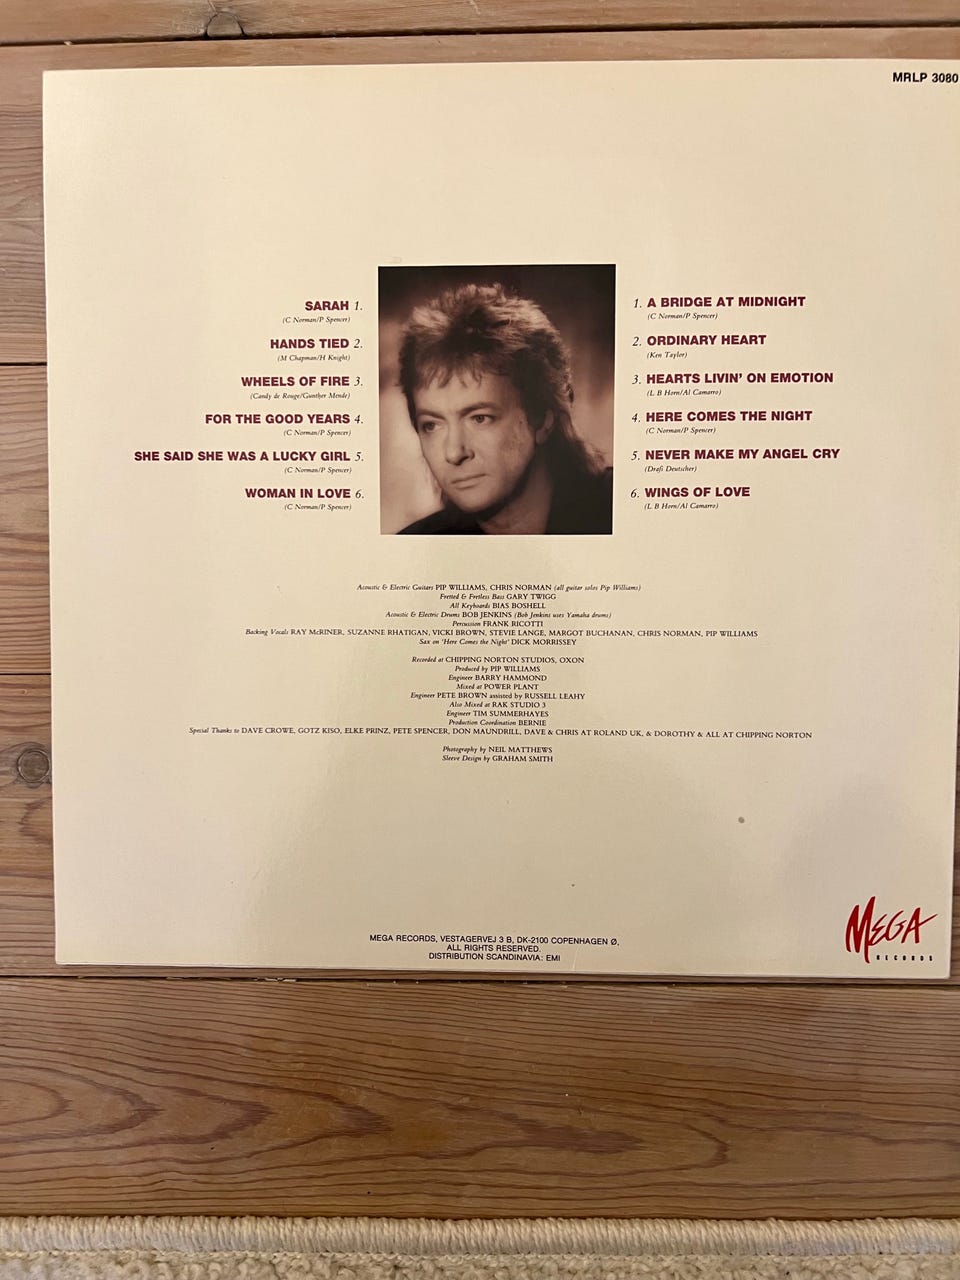 MRLP 3080
SARAH 1.
(C Norman/P Spencer)
HANDS TIED 2.
(M Chapman/H Knight)
WHEELS OF FIRE 3.
(Candy de Rouge/Gunther Mende)
FOR THE GOOD YEARS 4.
(C Norman/P Spencer)
SHE SAID SHE WAS A LUCKY GIRL 5.
(C Norman/P Spencer)
WOMAN IN LOVE 6.
(C Norman/P Spencer)
1. A BRIDGE AT MIDNIGHT
(C Norman/P Spencer)
2. ORDINARY HEART
(Ken Taylor)
3. HEARTS LIVIN' ON EMOTION
(L B Horn/Al Camarro)
4. HERE COMES THE NIGHT
(C Norman/P Spencer)
5. NEVER MAKE MY ANGEL CRY
(Drafi Deutscher)
6. WINGS OF LOVE
(L B Horn/Al Camarro)
Acoustic & Electric Guitars PIP WILLIAMS, CHRIS NORMAN (all guitar solos Pip Williams)
Fretted & Fretless Bass GARY TWIGG
All Keyboards BIAS BOSHELL
Acoustic & Electric Drums BOB JENKINS (Bob Jenkins uses Yamaha drums)
Percussion FRANK RICOTTI
Backing Vocals RAY McRINER, SUZANNE RHATIGAN, VICKI BROWN, STEVIE LANGE, MARGOT BUCHANAN, CHRIS NORMAN, PIP WILLIAMS
Sax on 'Here Comes the Night' DICK MORRISSEY
Recorded at CHIPPING NORTON STUDIOS, OXON
Produced by PIP WILLIAMS
Engineer BARRY HAMMOND
Mixed at POWER PLANT
Engineer PETE BROWN assisted by RUSSELL LEAHY
Also Mixed at RAK STUDIO 3
Engineer TIM SUMMERHAYES
Production Coordination BERNIE
Special Thanks to DAVE CROWE, GOTZ KISO, ELKE PRINZ, PETE SPENCER, DON MAUNDRILL, DAVE & CHRIS AT ROLAND UK, & DOROTHY & ALL AT CHIPPING NORTON
Photography by NEIL MATTHEWS
Sleeve Design by GRAHAM SMITH
MEGA RECORDS, VESTAGERVEJ 3 B, DK-2100 COPENHAGEN Ø,
ALL RIGHTS RESERVED.
DISTRIBUTION SCANDINAVIA: EMI
MEGA
RECORDS